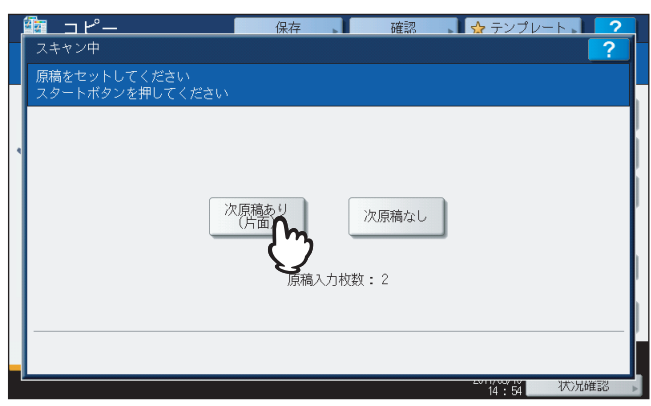 コピー
保存
確認
テンプレート
?
スキャン中
?
原稿をセットしてください
スタートボタンを押してください
次原稿あり
(片面)
次原稿なし
原稿入力枚数： 2
14：54
状況確認